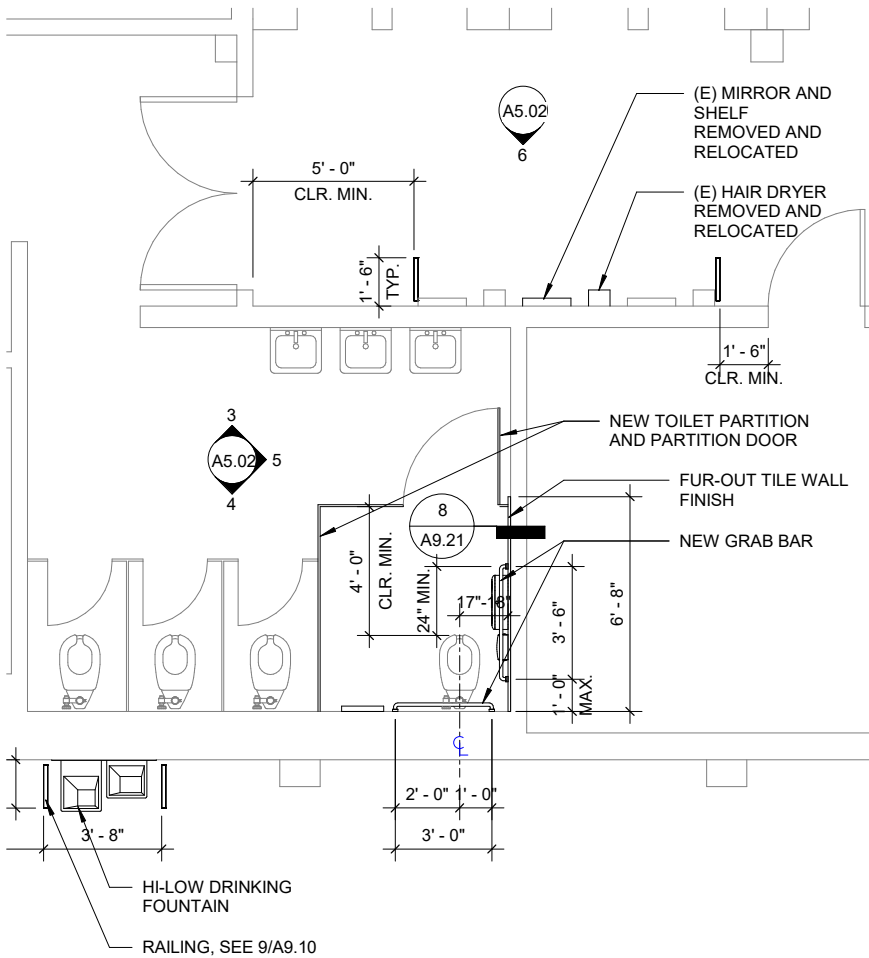 (E) MIRROR AND
SHELF
REMOVED AND
RELOCATED
A5.02
6
5' - 0"
CLR. MIN.
(E) HAIR DRYER
REMOVED AND
RELOCATED
1' - 6"
TYP.
1' - 6"
CLR. MIN.
NEW TOILET PARTITION
AND PARTITION DOOR
3
A5.02
5
4
FUR-OUT TILE WALL
FINISH
8
A9.21
NEW GRAB BAR
4' - 0"
CLR. MIN.
24" MIN.
17"-18"
3' - 6"
6' - 8"
1' - 0"
MAX.
CL
2' - 0"
1' - 0"
3' - 0"
3' - 8"
HI-LOW DRINKING
FOUNTAIN
RAILING, SEE 9/A9.10